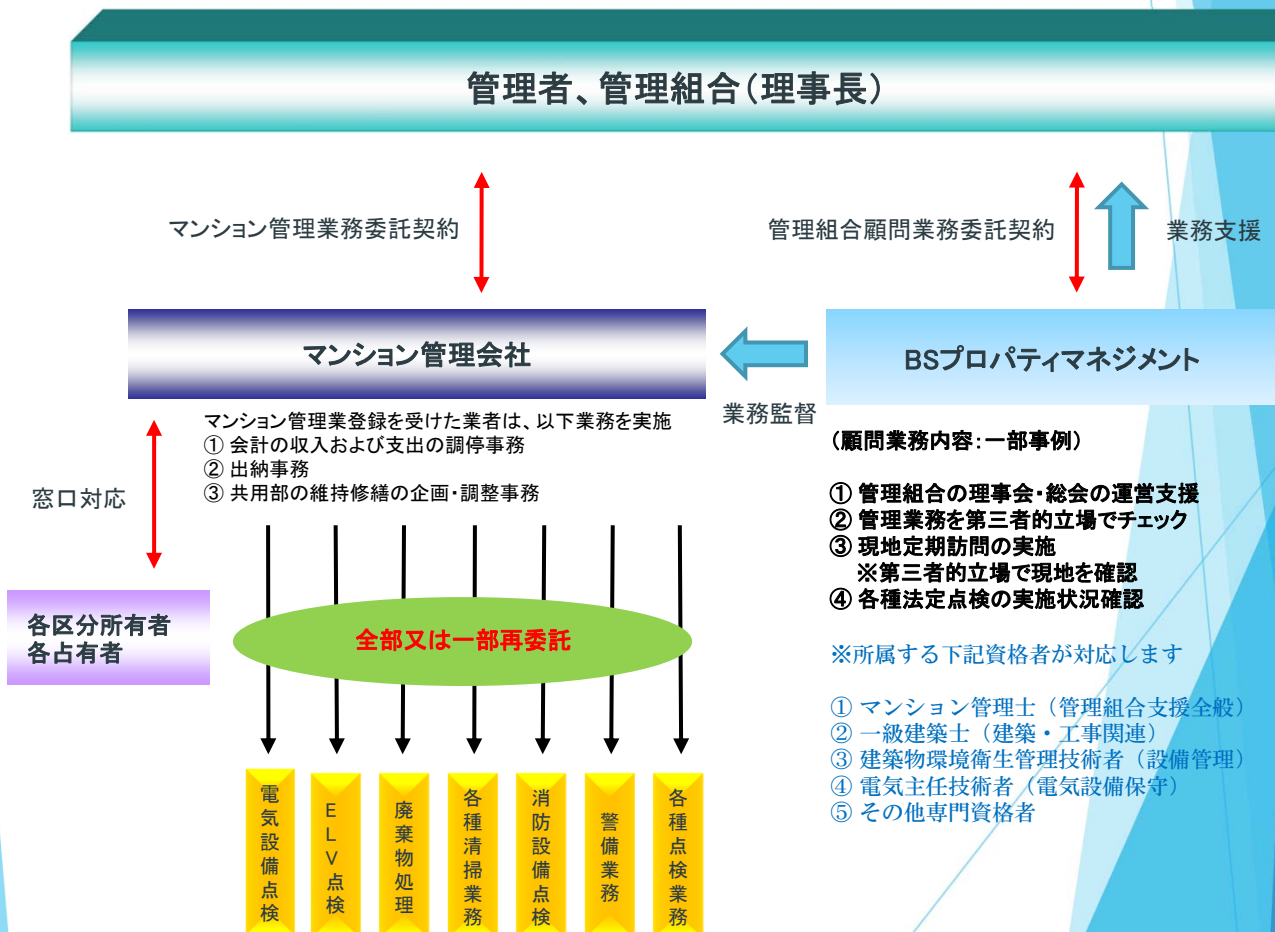 管理者、管理組合(理事長)
マンション管理業務委託契約
管理組合顧問業務委託契約
業務支援
マンション管理会社
業務監督
BSプロパティマネジメント
マンション管理業登録を受けた業者は、以下業務を実施
① 会計の収入および支出の調停事務
② 出納事務
③ 共用部の維持修繕の企画・調整事務
窓口対応
各区分所有者
各占有者
全部又は一部再委託
電気設備点検
ELV点検
廃棄物処理
各種清掃業務
消防設備点検
警備業務
各種点検業務
(顧問業務内容:一部事例)
① 管理組合の理事会・総会の運営支援
② 管理業務を第三者的立場でチェック
③ 現地定期訪問の実施
※第三者的立場で現地を確認
④ 各種法定点検の実施状況確認
※所属する下記資格者が対応します
① マンション管理士(管理組合支援全般)
② 一級建築士(建築・工事関連)
③ 建築物環境衛生管理技術者(設備管理)
④ 電気主任技術者(電気設備保守)
⑤ その他専門資格者